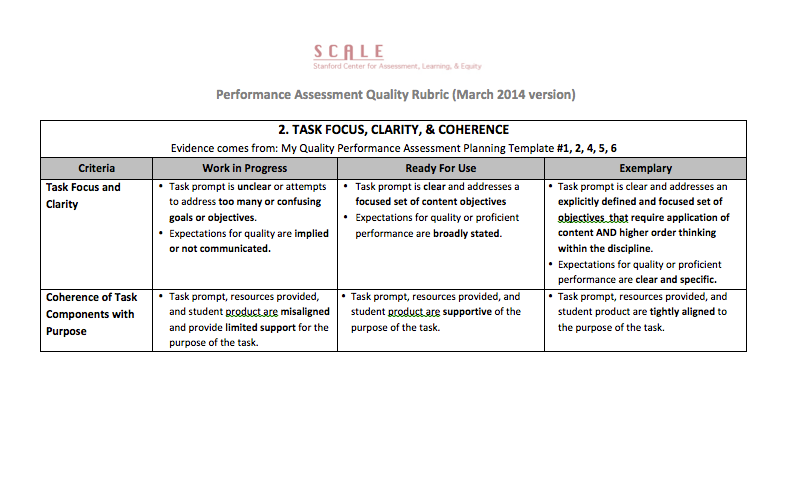 SCALE
Stanford Center for Assessment, Learning, & Equity
Performance Assessment Quality Rubric (March 2014 version)
2. TASK FOCUS, CLARITY, & COHERENCE
Evidence comes from: My Quality Performance Assessment Planning Template #1, 2, 4, 5, 6
Criteria
Work in Progress
Ready For Use
Exemplary
Task Focus and
Clarity
• Task prompt is unclear or attempts
to address too many or confusing
goals or objectives.
• Expectations for quality are implied
or not communicated.
• Task prompt is clear and addresses a
focused set of content objectives
• Expectations for quality or proficient
performance are broadly stated.
• Task prompt is clear and addresses an
explicitly defined and focused set of
objectives that require application of
content AND higher order thinking
within the discipline.
• Expectations for quality or proficient
performance are clear and specific.
Coherence of Task
Components with
Purpose
• Task prompt, resources provided,
and student product are misaligned
and provide limited support for the
purpose of the task.
• Task prompt, resources provided, and
student product are supportive of the
purpose of the task.
• Task prompt, resources provided, and
student product are tightly aligned to
the purpose of the task.